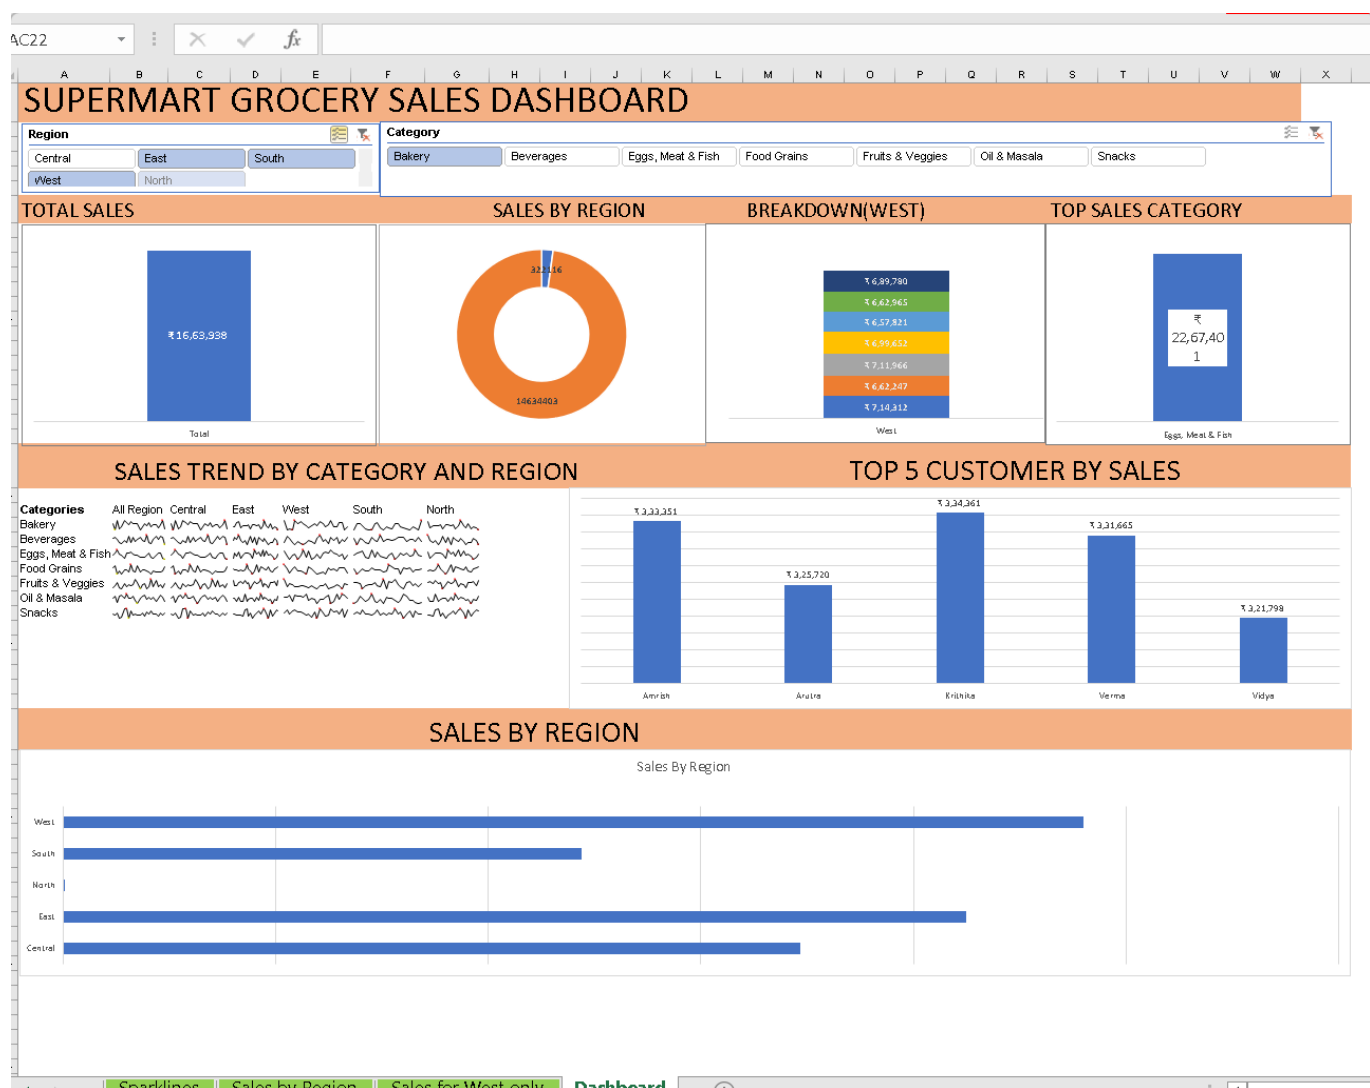 AC22
fx
A B C D E F G H I J K L M N O P Q R S T U V W X
SUPERMART GROCERY SALES DASHBOARD
Region
Central East South
West North
Category
Bakery Beverages Eggs, Meat & Fish Food Grains Fruits & Veggies Oil & Masala Snacks
TOTAL SALES SALES BY REGION BREAKDOWN(WEST) TOP SALES CATEGORY
₹ 16,63,938
Total
322116
14634403
₹ 6,89,780
₹ 6,62,965
₹ 6,57,821
₹ 6,99,652
₹ 7,11,966
₹ 6,62,247
₹ 7,14,312
West
₹
22,67,40
1
Eggs, Meat & Fish
SALES TREND BY CATEGORY AND REGION TOP 5 CUSTOMER BY SALES
Categories All Region Central East West South North
Bakery
Beverages
Eggs, Meat & Fish
Food Grains
Fruits & Veggies
Oil & Masala
Snacks
₹ 3,33,351
₹ 3,25,720
₹ 3,34,361
₹ 3,31,665
₹ 3,21,798
Amrish Arutra Krithika Verma Vidya
SALES BY REGION
Sales By Region
West
South
North
East
Central
Sparklines Sales by Region Sales for West only Dashboard